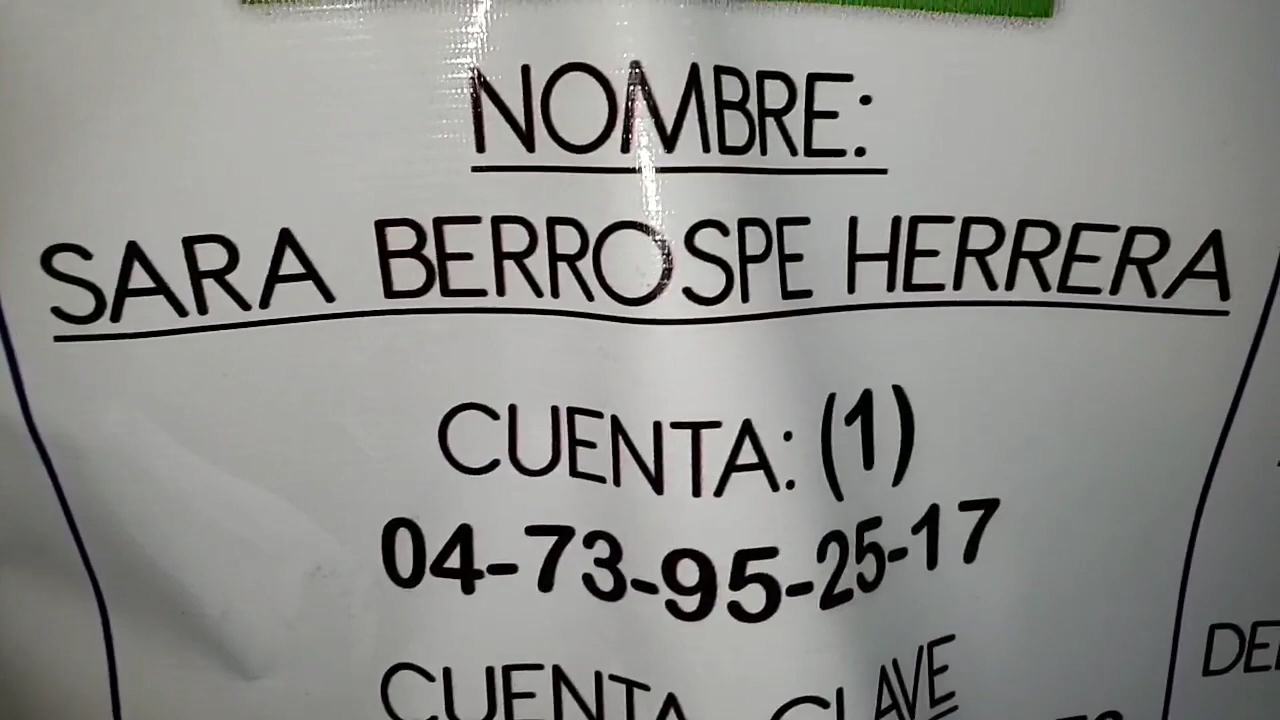 NOMBRE:
SARA BERROSPE HERRERA
CUENTA: (1)
04-73-95-25-17
CUENTA CLAVE